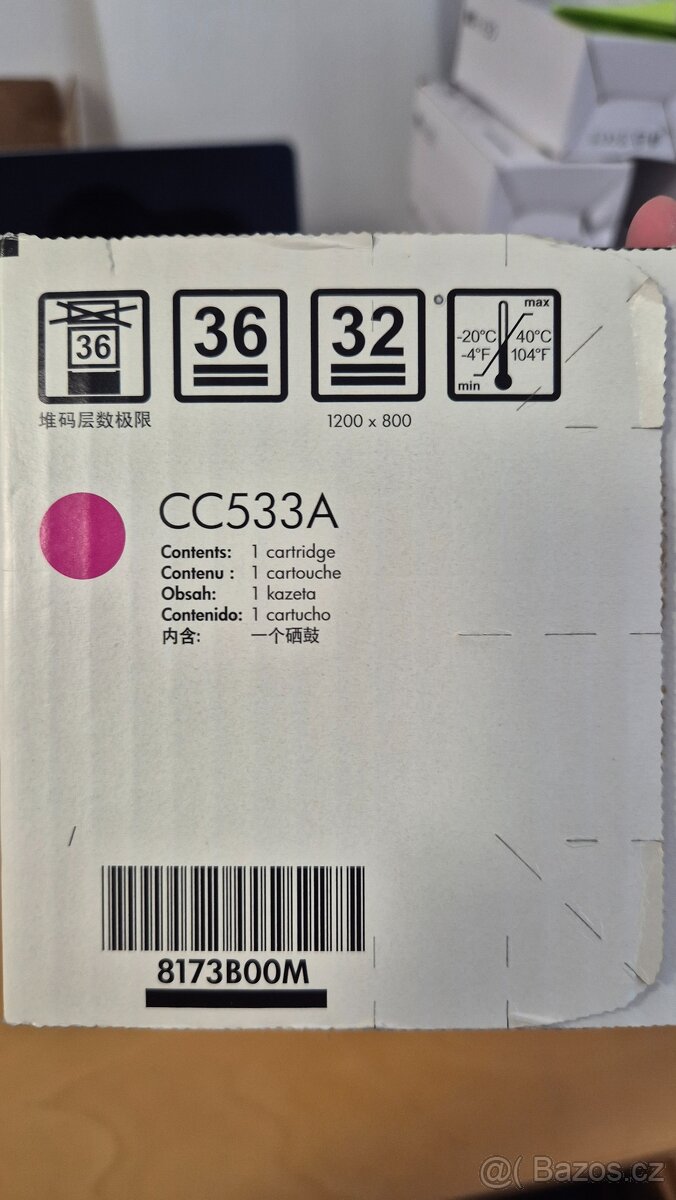 36
36
32
max
-20°C 40°C
-4°F 104°F
min
堆码层数极限
1200 x 800
CC533A
Contents: 1 cartridge
Contenu : 1 cartouche
Obsah: 1 kazeta
Contenido: 1 cartucho
内含: 一个硒鼓
8173B00M
@( Bazos.cz